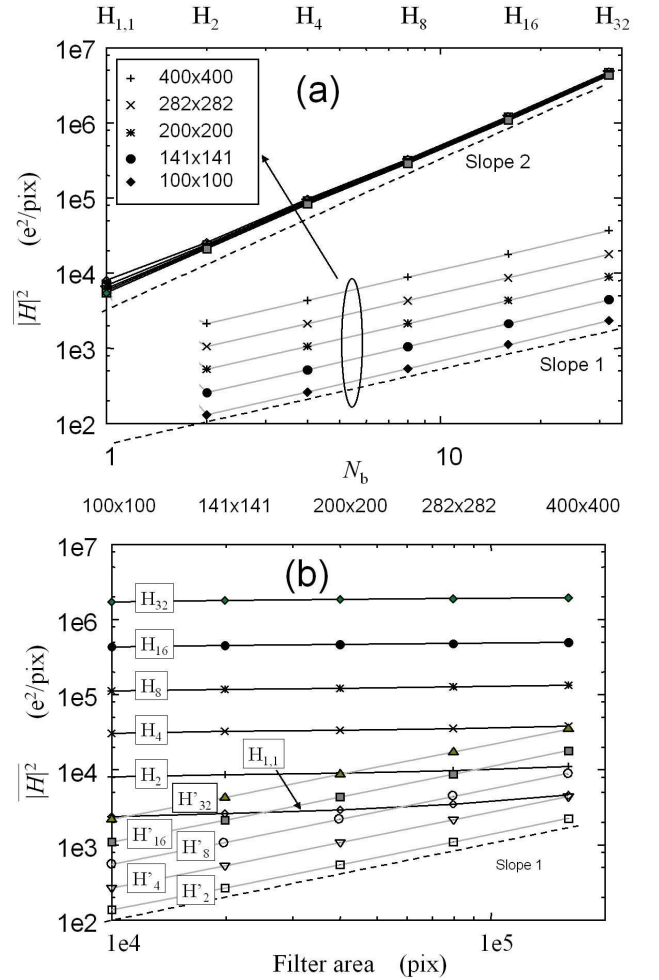 H1,1 H2 H4 H8 H16 H32
1e7
(a)
400x400
282x282
200x200
141x141
100x100
1e6
Slope 2
1e5
1e4
1e3
Slope 1
1e2
|H|² (e²/pix)
1 10
Nb
100x100 141x141 200x200 282x282 400x400
1e7
(b)
H32
1e6
H16
H8
1e5
H4
H1,1
1e4
H2
H'32
H'16
H'8
1e3
H'4
H'2
Slope 1
1e2
|H|² (e²/pix)
1e4 1e5
Filter area (pix)